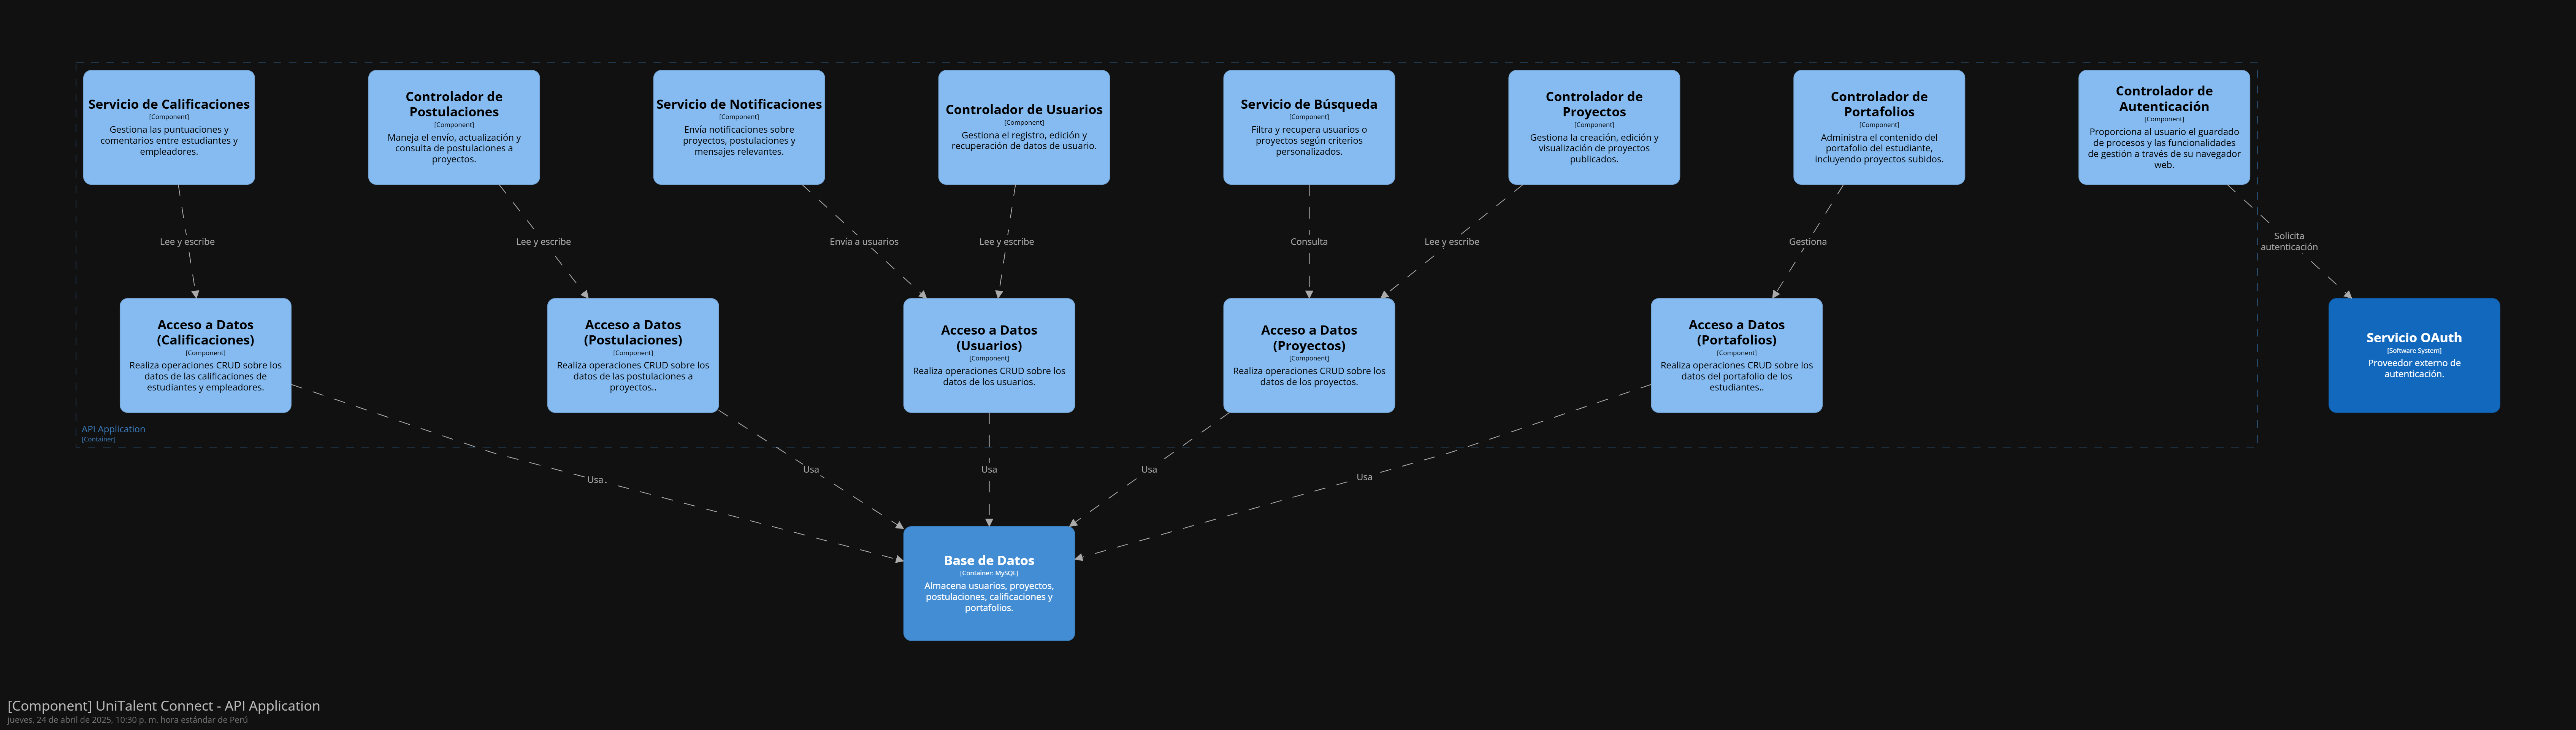 Servicio de Calificaciones
[Component]
Gestiona las puntuaciones y
comentarios entre estudiantes y
empleadores.
Controlador de
Postulaciones
[Component]
Maneja el envío, actualización y
consulta de postulaciones a
proyectos.
Servicio de Notificaciones
[Component]
Envía notificaciones sobre
proyectos, postulaciones y
mensajes relevantes.
Controlador de Usuarios
[Component]
Gestiona el registro, edición y
recuperación de datos de usuario.
Servicio de Búsqueda
[Component]
Filtra y recupera usuarios o
proyectos según criterios
personalizados.
Controlador de
Proyectos
[Component]
Gestiona la creación, edición y
visualización de proyectos
publicados.
Controlador de
Portafolios
[Component]
Administra el contenido del
portafolio del estudiante,
incluyendo proyectos subidos.
Controlador de
Autenticación
[Component]
Proporciona al usuario el guardado
de procesos y las funcionalidades
de gestión a través de su navegador
web.
Lee y escribe
Lee y escribe
Envía a usuarios
Lee y escribe
Consulta
Lee y escribe
Gestiona
Solicita
autenticación
Acceso a Datos
(Calificaciones)
[Component]
Realiza operaciones CRUD sobre los
datos de las calificaciones de
estudiantes y empleadores.
Acceso a Datos
(Postulaciones)
[Component]
Realiza operaciones CRUD sobre los
datos de las postulaciones a
proyectos..
Acceso a Datos
(Usuarios)
[Component]
Realiza operaciones CRUD sobre los
datos de los usuarios.
Acceso a Datos
(Proyectos)
[Component]
Realiza operaciones CRUD sobre los
datos de los proyectos.
Acceso a Datos
(Portafolios)
[Component]
Realiza operaciones CRUD sobre los
datos del portafolio de los
estudiantes..
Servicio OAuth
[Software System]
Proveedor externo de
autenticación.
API Application
[Container]
Usa
Usa
Usa
Usa
Usa
Base de Datos
[Container: MySQL]
Almacena usuarios, proyectos,
postulaciones, calificaciones y
portafolios.
[Component] UniTalent Connect - API Application
jueves, 24 de abril de 2025, 10:30 p. m. hora estándar de Perú